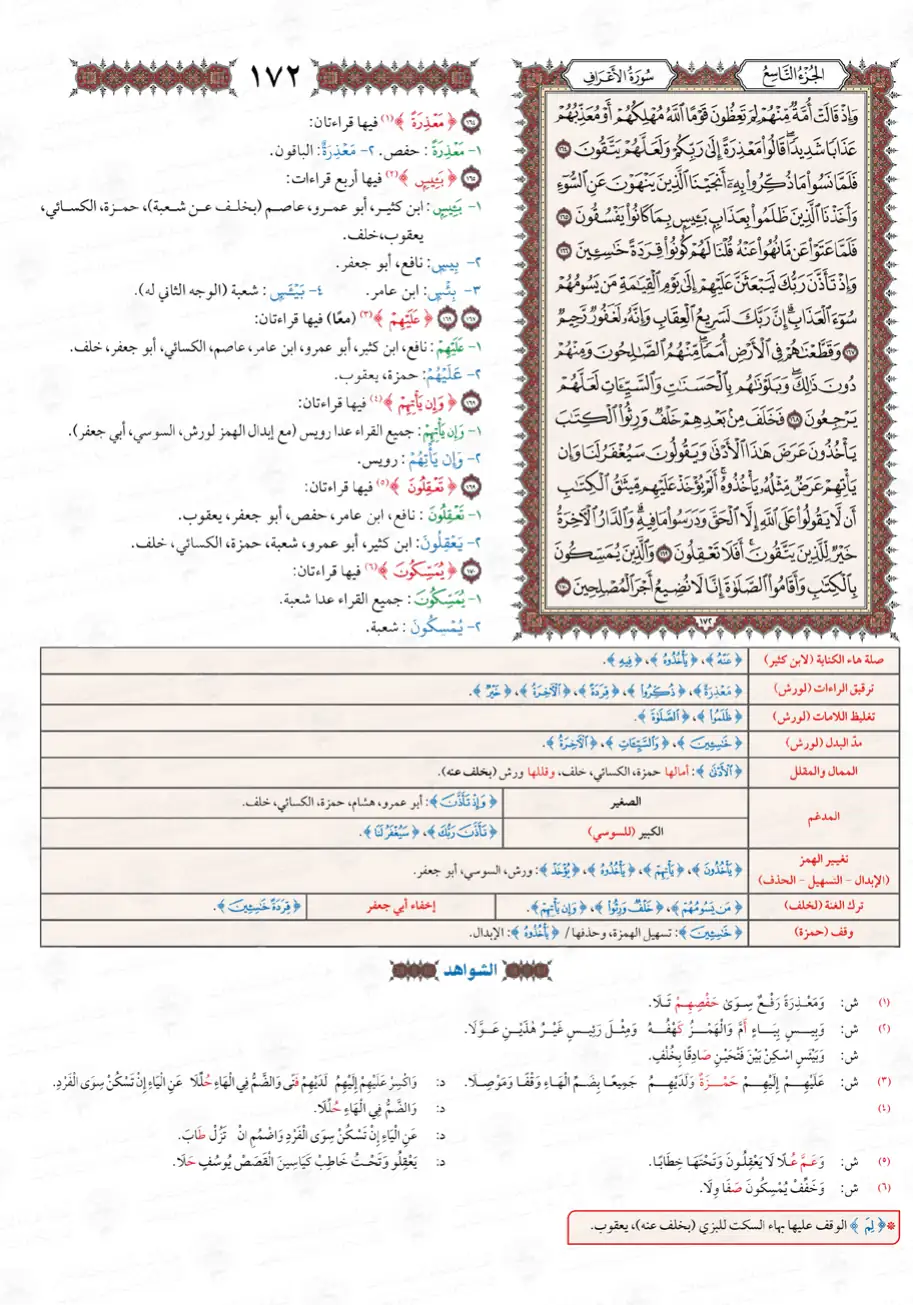 الجزء التاسع
سورة الأعراف
وَإِذْ قَالَتْ أُمَّةٌ مِّنْهُمْ لِمَ تَعِظُونَ قَوْمًا اللَّهُ مُهْلِكُهُمْ أَوْ مُعَذِّبُهُمْ
عَذَابًا شَدِيدًا قَالُوا مَعْذِرَةً إِلَىٰ رَبِّكُمْ وَلَعَلَّهُمْ يَتَّقُونَ ١٦٤
فَلَمَّا نَسُوا مَا ذُكِّرُوا بِهِ أَنجَيْنَا الَّذِينَ يَنْهَوْنَ عَنِ السُّوءِ
وَأَخَذْنَا الَّذِينَ ظَلَمُوا بِعَذَابٍ بَئِيسٍ بِمَا كَانُوا يَفْسُقُونَ ١٦٥
فَلَمَّا عَتَوْا عَن مَّا نُهُوا عَنْهُ قُلْنَا لَهُمْ كُونُوا قِرَدَةً خَاسِئِينَ ١٦٦
وَإِذْ تَأَذَّنَ رَبُّكَ لَيَبْعَثَنَّ عَلَيْهِمْ إِلَىٰ يَوْمِ الْقِيَامَةِ مَن يَسُومُهُمْ
سُوءَ الْعَذَابِ إِنَّ رَبَّكَ لَسَرِيعُ الْعِقَابِ وَإِنَّهُ لَغَفُورٌ رَّحِيمٌ
١٦٧ وَقَطَّعْنَاهُمْ فِي الْأَرْضِ أُمَمًا مِّنْهُمُ الصَّالِحُونَ وَمِنْهُمْ
دُونَ ذَٰلِكَ وَبَلَوْنَاهُم بِالْحَسَنَاتِ وَالسَّيِّئَاتِ لَعَلَّهُمْ
يَرْجِعُونَ ١٦٨ فَخَلَفَ مِن بَعْدِهِمْ خَلْفٌ وَرِثُوا الْكِتَابَ
يَأْخُذُونَ عَرَضَ هَٰذَا الْأَدْنَىٰ وَيَقُولُونَ سَيُغْفَرُ لَنَا وَإِن
يَأْتِهِمْ عَرَضٌ مِّثْلُهُ يَأْخُذُوهُ أَلَمْ يُؤْخَذْ عَلَيْهِم مِّيثَاقُ الْكِتَابِ
أَن لَّا يَقُولُوا عَلَى اللَّهِ إِلَّا الْحَقَّ وَدَرَسُوا مَا فِيهِ وَالدَّارُ الْآخِرَةُ
خَيْرٌ لِّلَّذِينَ يَتَّقُونَ أَفَلَا تَعْقِلُونَ ١٦٩ وَالَّذِينَ يُمَسِّكُونَ
بِالْكِتَابِ وَأَقَامُوا الصَّلَاةَ إِنَّا لَا نُضِيعُ أَجْرَ الْمُصْلِحِينَ ١٧٠
١٧٢
١٧٢
١٦٤ ﴿ مَعْذِرَةً ﴾(١) فيها قراءتان:
١- مَعْذِرَةً : حفص. ٢- مَعْذِرَةٌ: الباقون.
١٦٥ ﴿ بَئِيسٍ ﴾(٢) فيها أربع قراءات:
١- بَئِيسٍ: ابن كثير، أبو عمرو، عاصم (بخلف عن شعبة)، حمزة، الكسائي،
يعقوب، خلف.
٢- بِيسٍ: نافع، أبو جعفر.
٣- بِئْسٍ: ابن عامر. ٤- بَيْئَسٍ : شعبة (الوجه الثاني له).
١٦٧ ١٦٩ ﴿ عَلَيْهِمْ ﴾(٣) (معًا) فيها قراءتان:
١- عَلَيْهِمْ: نافع، ابن كثير، أبو عمرو، ابن عامر، عاصم، الكسائي، أبو جعفر، خلف.
٢- عَلَيْهُمْ: حمزة، يعقوب.
١٦٩ ﴿ وَإِن يَأْتِهِمْ ﴾(٤) فيها قراءتان:
١- وَإِن يَأْتِهِمْ: جميع القراء عدا رويس (مع إبدال الهمز لورش، السوسي، أبي جعفر).
٢- وَإِن يَأْتِهُمْ : رويس.
١٦٩ ﴿ تَعْقِلُونَ ﴾(٥) فيها قراءتان:
١- تَعْقِلُونَ : نافع، ابن عامر، حفص، أبو جعفر، يعقوب.
٢- يَعْقِلُونَ: ابن كثير، أبو عمرو، شعبة، حمزة، الكسائي، خلف.
١٧٠ ﴿ يُمَسِّكُونَ ﴾(٦) فيها قراءتان:
١- يُمَسِّكُونَ : جميع القراء عدا شعبة.
٢- يُمْسِكُونَ : شعبة.
صلة هاء الكناية (لابن كثير) ﴿ عَنْهُ ﴾، ﴿ يَأْخُذُوهُ ﴾، ﴿ فِيهِ ﴾.
ترقيق الراءات (لورش) ﴿ مَعْذِرَةً ﴾، ﴿ ذُكِّرُوا ﴾، ﴿ قِرَدَةً ﴾، ﴿ الْآخِرَةُ ﴾، ﴿ خَيْرٌ ﴾.
تغليظ اللامات (لورش) ﴿ ظَلَمُوا ﴾، ﴿ الصَّلَاةَ ﴾.
مدّ البدل (لورش) ﴿ خَاسِئِينَ ﴾، ﴿ وَالسَّيِّئَاتِ ﴾، ﴿ الْآخِرَةُ ﴾.
الممال والمقلل ﴿ الْأَدْنَىٰ ﴾: أمالها حمزة، الكسائي، خلف، وقللها ورش (بخلف عنه).
المدغم
الصغير ﴿ وَإِذْ تَأَذَّنَ ﴾: أبو عمرو، هشام، حمزة، الكسائي، خلف.
الكبير (للسوسي) ﴿ تَأَذَّنَ رَبُّكَ ﴾، ﴿ سَيُغْفَرُ لَنَا ﴾.
تغيير الهمز
(الإبدال – التسهيل – الحذف) ﴿ يَأْخُذُونَ ﴾، ﴿ يَأْتِهِمْ ﴾، ﴿ يَأْخُذُوهُ ﴾، ﴿ يُؤْخَذْ ﴾: ورش، السوسي، أبو جعفر.
ترك الغنة (لخلف) ﴿ مَن يَسُومُهُمْ ﴾، ﴿ خَلْفٌ وَرِثُوا ﴾، ﴿ وَإِن يَأْتِهِمْ ﴾. إخفاء أبي جعفر ﴿ قِرَدَةً خَاسِئِينَ ﴾.
وقف (حمزة) ﴿ خَاسِئِينَ ﴾: تسهيل الهمزة، وحذفها / ﴿ يَأْخُذُوهُ ﴾: الإبدال.
الشواهد
(١) ش: وَمَعْذِرَةً رَفْعٌ سِوَىٰ حَفْصِهِمْ تَلَا.
(٢) ش: وَبِيسٍ بِيَاءٍ أَمَّ وَالْهَمْزُ كَهْفُهُ وَمِثْلَ رَئِيسٍ غَيْرُ هٰذَيْنِ عَوَّلَا.
ش: وَبَيْئَسٍ اسْكِنْ بَيْنَ فَتْحَيْنِ صَادِقًا بِخُلْفٍ.
(٣) ش: عَلَيْهِمْ إِلَيْهِمْ حَمْزَةٌ وَلَدَيْهِمُ جَمِيعًا بِضَمِّ الْهَاءِ وَقْفًا وَمَوْصِلَا. د: وَاكْسِرْ عَلَيْهِمْ إِلَيْهِمُ لَدَيْهِمْ فَتًى وَالضَّمُّ فِي الْهَاءِ حُلِّلَا عَنِ الْيَاءِ إِنْ تَسْكُنْ سِوَى الْفَرْدِ.
(٤) د: وَالضَّمُّ فِي الْهَاءِ حُلِّلَا.
د: عَنِ الْيَاءِ إِنْ تَسْكُنْ سِوَى الْفَرْدِ وَاضْمُمِ انْ تَزُلْ طَابَ.
(٥) ش: وَعَمَّ عُلًا لَا يَعْقِلُونَ وَتَحْتَهَا خِطَابًا. د: يَعْقِلُو وَتَحْتُ خَاطِبْ كَيَاسِينَ الْقَصَصْ يُوسُفٍ حَلَا.
(٦) ش: وَخَفِّفْ يُمْسِكُونَ صَفَا وِلَا.
*﴿ لِمَ ﴾ الوقف عليها بهاء السكت للبزي (بخلف عنه)، يعقوب.